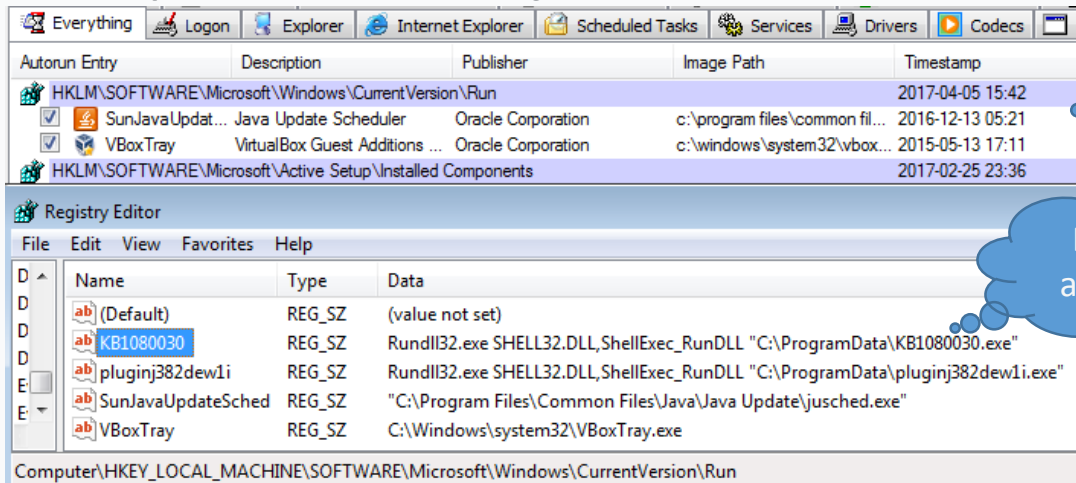 Everything Logon Explorer Internet Explorer Scheduled Tasks Services Drivers Codecs
Autorun Entry Description Publisher Image Path Timestamp
HKLM\SOFTWARE\Microsoft\Windows\CurrentVersion\Run 2017-04-05 15:42
SunJavaUpdat... Java Update Scheduler Oracle Corporation c:\program files\common fil... 2016-12-13 05:21
VBoxTray VirtualBox Guest Additions ... Oracle Corporation c:\windows\system32\vbox... 2015-05-13 17:11
HKLM\SOFTWARE\Microsoft\Active Setup\Installed Components 2017-02-25 23:36
Registry Editor
File Edit View Favorites Help
Name Type Data
(Default) REG_SZ (value not set)
KB1080030 REG_SZ Rundll32.exe SHELL32.DLL,ShellExec_RunDLL "C:\ProgramData\KB1080030.exe"
pluginj382dew1i REG_SZ Rundll32.exe SHELL32.DLL,ShellExec_RunDLL "C:\ProgramData\pluginj382dew1i.exe"
SunJavaUpdateSched REG_SZ "C:\Program Files\Common Files\Java\Java Update\jusched.exe"
VBoxTray REG_SZ C:\Windows\system32\VBoxTray.exe
Computer\HKEY_LOCAL_MACHINE\SOFTWARE\Microsoft\Windows\CurrentVersion\Run